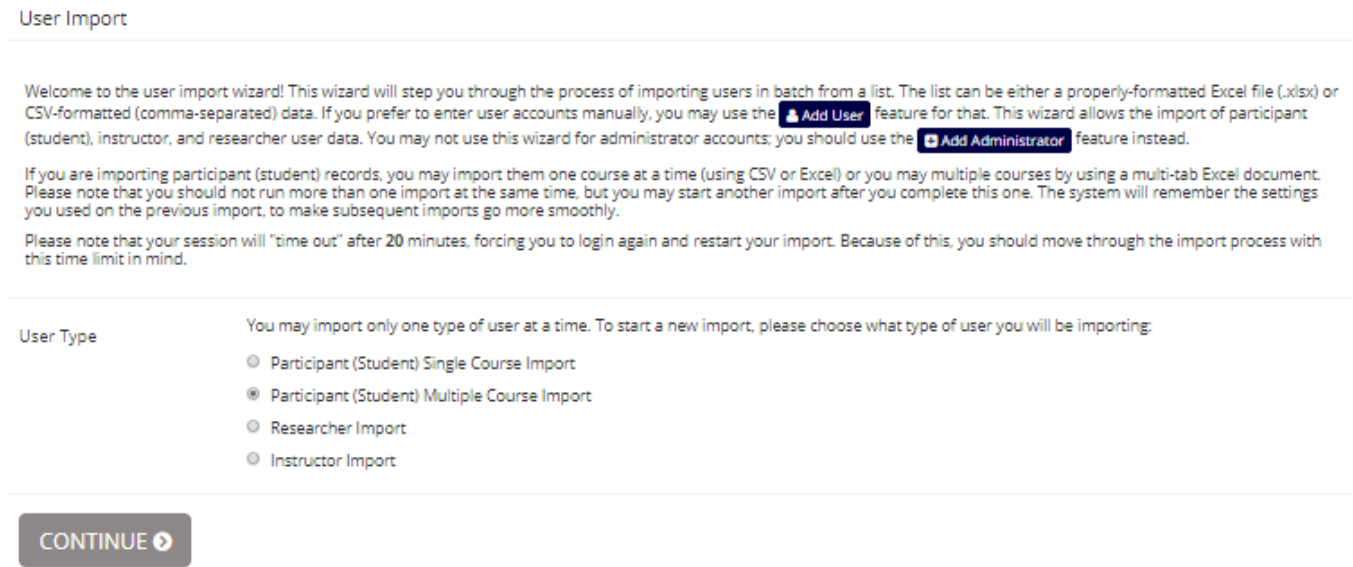 User Import
Welcome to the user import wizard! This wizard will step you through the process of importing users in batch from a list. The list can be either a properly-formatted Excel file (.xlsx) or
CSV-formatted (comma-separated) data. If you prefer to enter user accounts manually, you may use the Add User feature for that. This wizard allows the import of participant
(student), instructor, and researcher user data. You may not use this wizard for administrator accounts; you should use the Add Administrator feature instead.
If you are importing participant (student) records, you may import them one course at a time (using CSV or Excel) or you may multiple courses by using a multi-tab Excel document.
Please note that you should not run more than one import at the same time, but you may start another import after you complete this one. The system will remember the settings
you used on the previous import, to make subsequent imports go more smoothly.
Please note that your session will "time out" after 20 minutes, forcing you to login again and restart your import. Because of this, you should move through the import process with
this time limit in mind.
User Type
You may import only one type of user at a time. To start a new import, please choose what type of user you will be importing:
Participant (Student) Single Course Import
Participant (Student) Multiple Course Import
Researcher Import
Instructor Import
CONTINUE